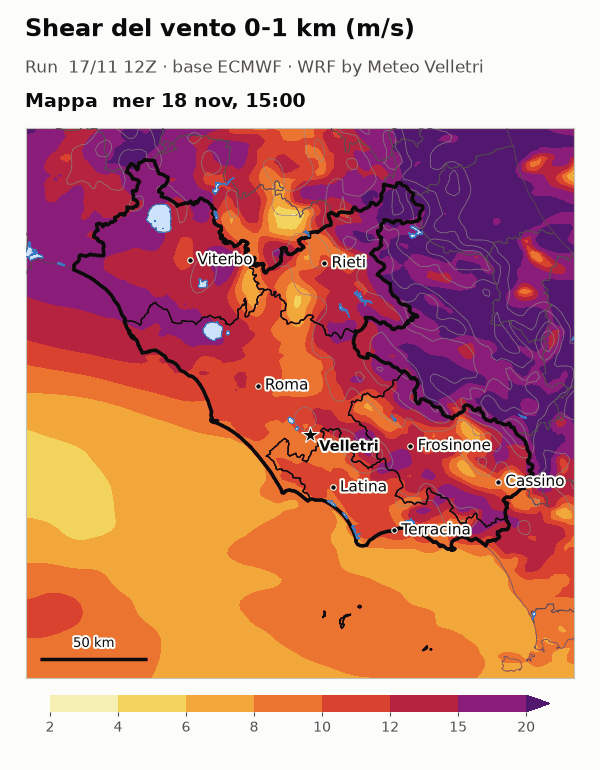 Shear del vento 0-1 km (m/s)
Run  17/11 12Z · base ECMWF · WRF by Meteo Velletri
Mappa  mer 18 nov, 15:00
Viterbo
Rieti
Roma
Velletri
Frosinone
Cassino
Latina
Terracina
50 km
2 4 6 8 10 12 15 20